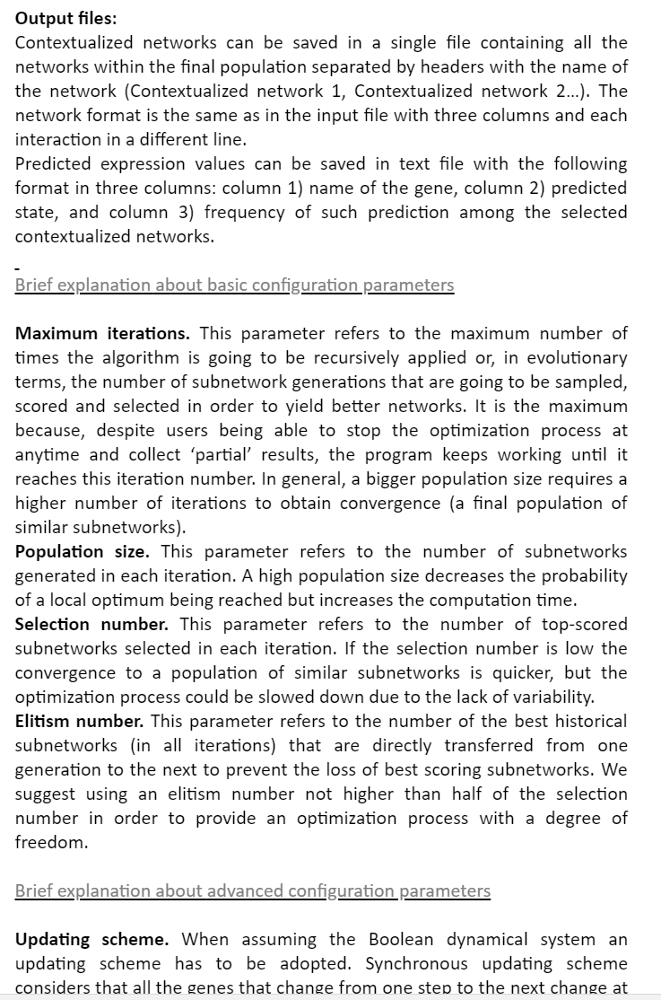 Output files:
Contextualized networks can be saved in a single file containing all the
networks within the final population separated by headers with the name of
the network (Contextualized network 1, Contextualized network 2...). The
network format is the same as in the input file with three columns and each
interaction in a different line.
Predicted expression values can be saved in text file with the following
format in three columns: column 1) name of the gene, column 2) predicted
state, and column 3) frequency of such prediction among the selected
contextualized networks.
Brief explanation about basic configuration parameters
Maximum iterations. This parameter refers to the maximum number of
times the algorithm is going to be recursively applied or, in evolutionary
terms, the number of subnetwork generations that are going to be sampled,
scored and selected in order to yield better networks. It is the maximum
because, despite users being able to stop the optimization process at
anytime and collect ‘partial’ results, the program keeps working until it
reaches this iteration number. In general, a bigger population size requires a
higher number of iterations to obtain convergence (a final population of
similar subnetworks).
Population size. This parameter refers to the number of subnetworks
generated in each iteration. A high population size decreases the probability
of a local optimum being reached but increases the computation time.
Selection number. This parameter refers to the number of top-scored
subnetworks selected in each iteration. If the selection number is low the
convergence to a population of similar subnetworks is quicker, but the
optimization process could be slowed down due to the lack of variability.
Elitism number. This parameter refers to the number of the best historical
subnetworks (in all iterations) that are directly transferred from one
generation to the next to prevent the loss of best scoring subnetworks. We
suggest using an elitism number not higher than half of the selection
number in order to provide an optimization process with a degree of
freedom.
Brief explanation about advanced configuration parameters
Updating scheme. When assuming the Boolean dynamical system an
updating scheme has to be adopted. Synchronous updating scheme
considers that all the genes that change from one step to the next change at